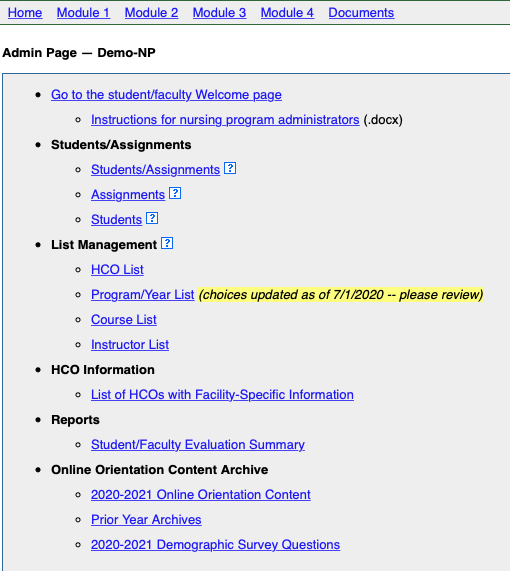 Home Module 1 Module 2 Module 3 Module 4 Documents
Admin Page — Demo-NP
Go to the student/faculty Welcome page
Instructions for nursing program administrators (.docx)
Students/Assignments
Students/Assignments ?
Assignments ?
Students ?
List Management ?
HCO List
Program/Year List (choices updated as of 7/1/2020 -- please review)
Course List
Instructor List
HCO Information
List of HCOs with Facility-Specific Information
Reports
Student/Faculty Evaluation Summary
Online Orientation Content Archive
2020-2021 Online Orientation Content
Prior Year Archives
2020-2021 Demographic Survey Questions